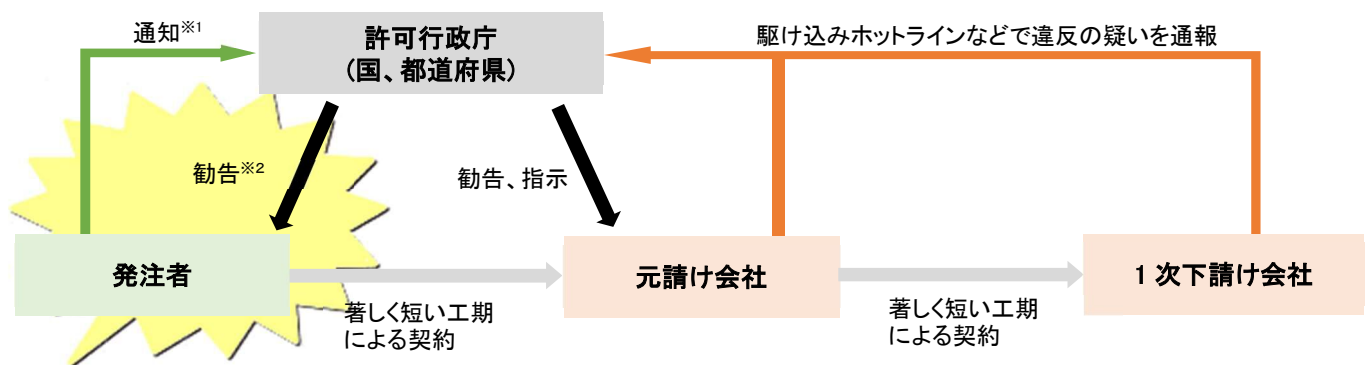 通知※1
許可行政庁
(国、都道府県)
駆け込みホットラインなどで違反の疑いを通報
勧告※2
勧告、指示
発注者
元請け会社
1次下請け会社
著しく短い工期
による契約
著しく短い工期
による契約